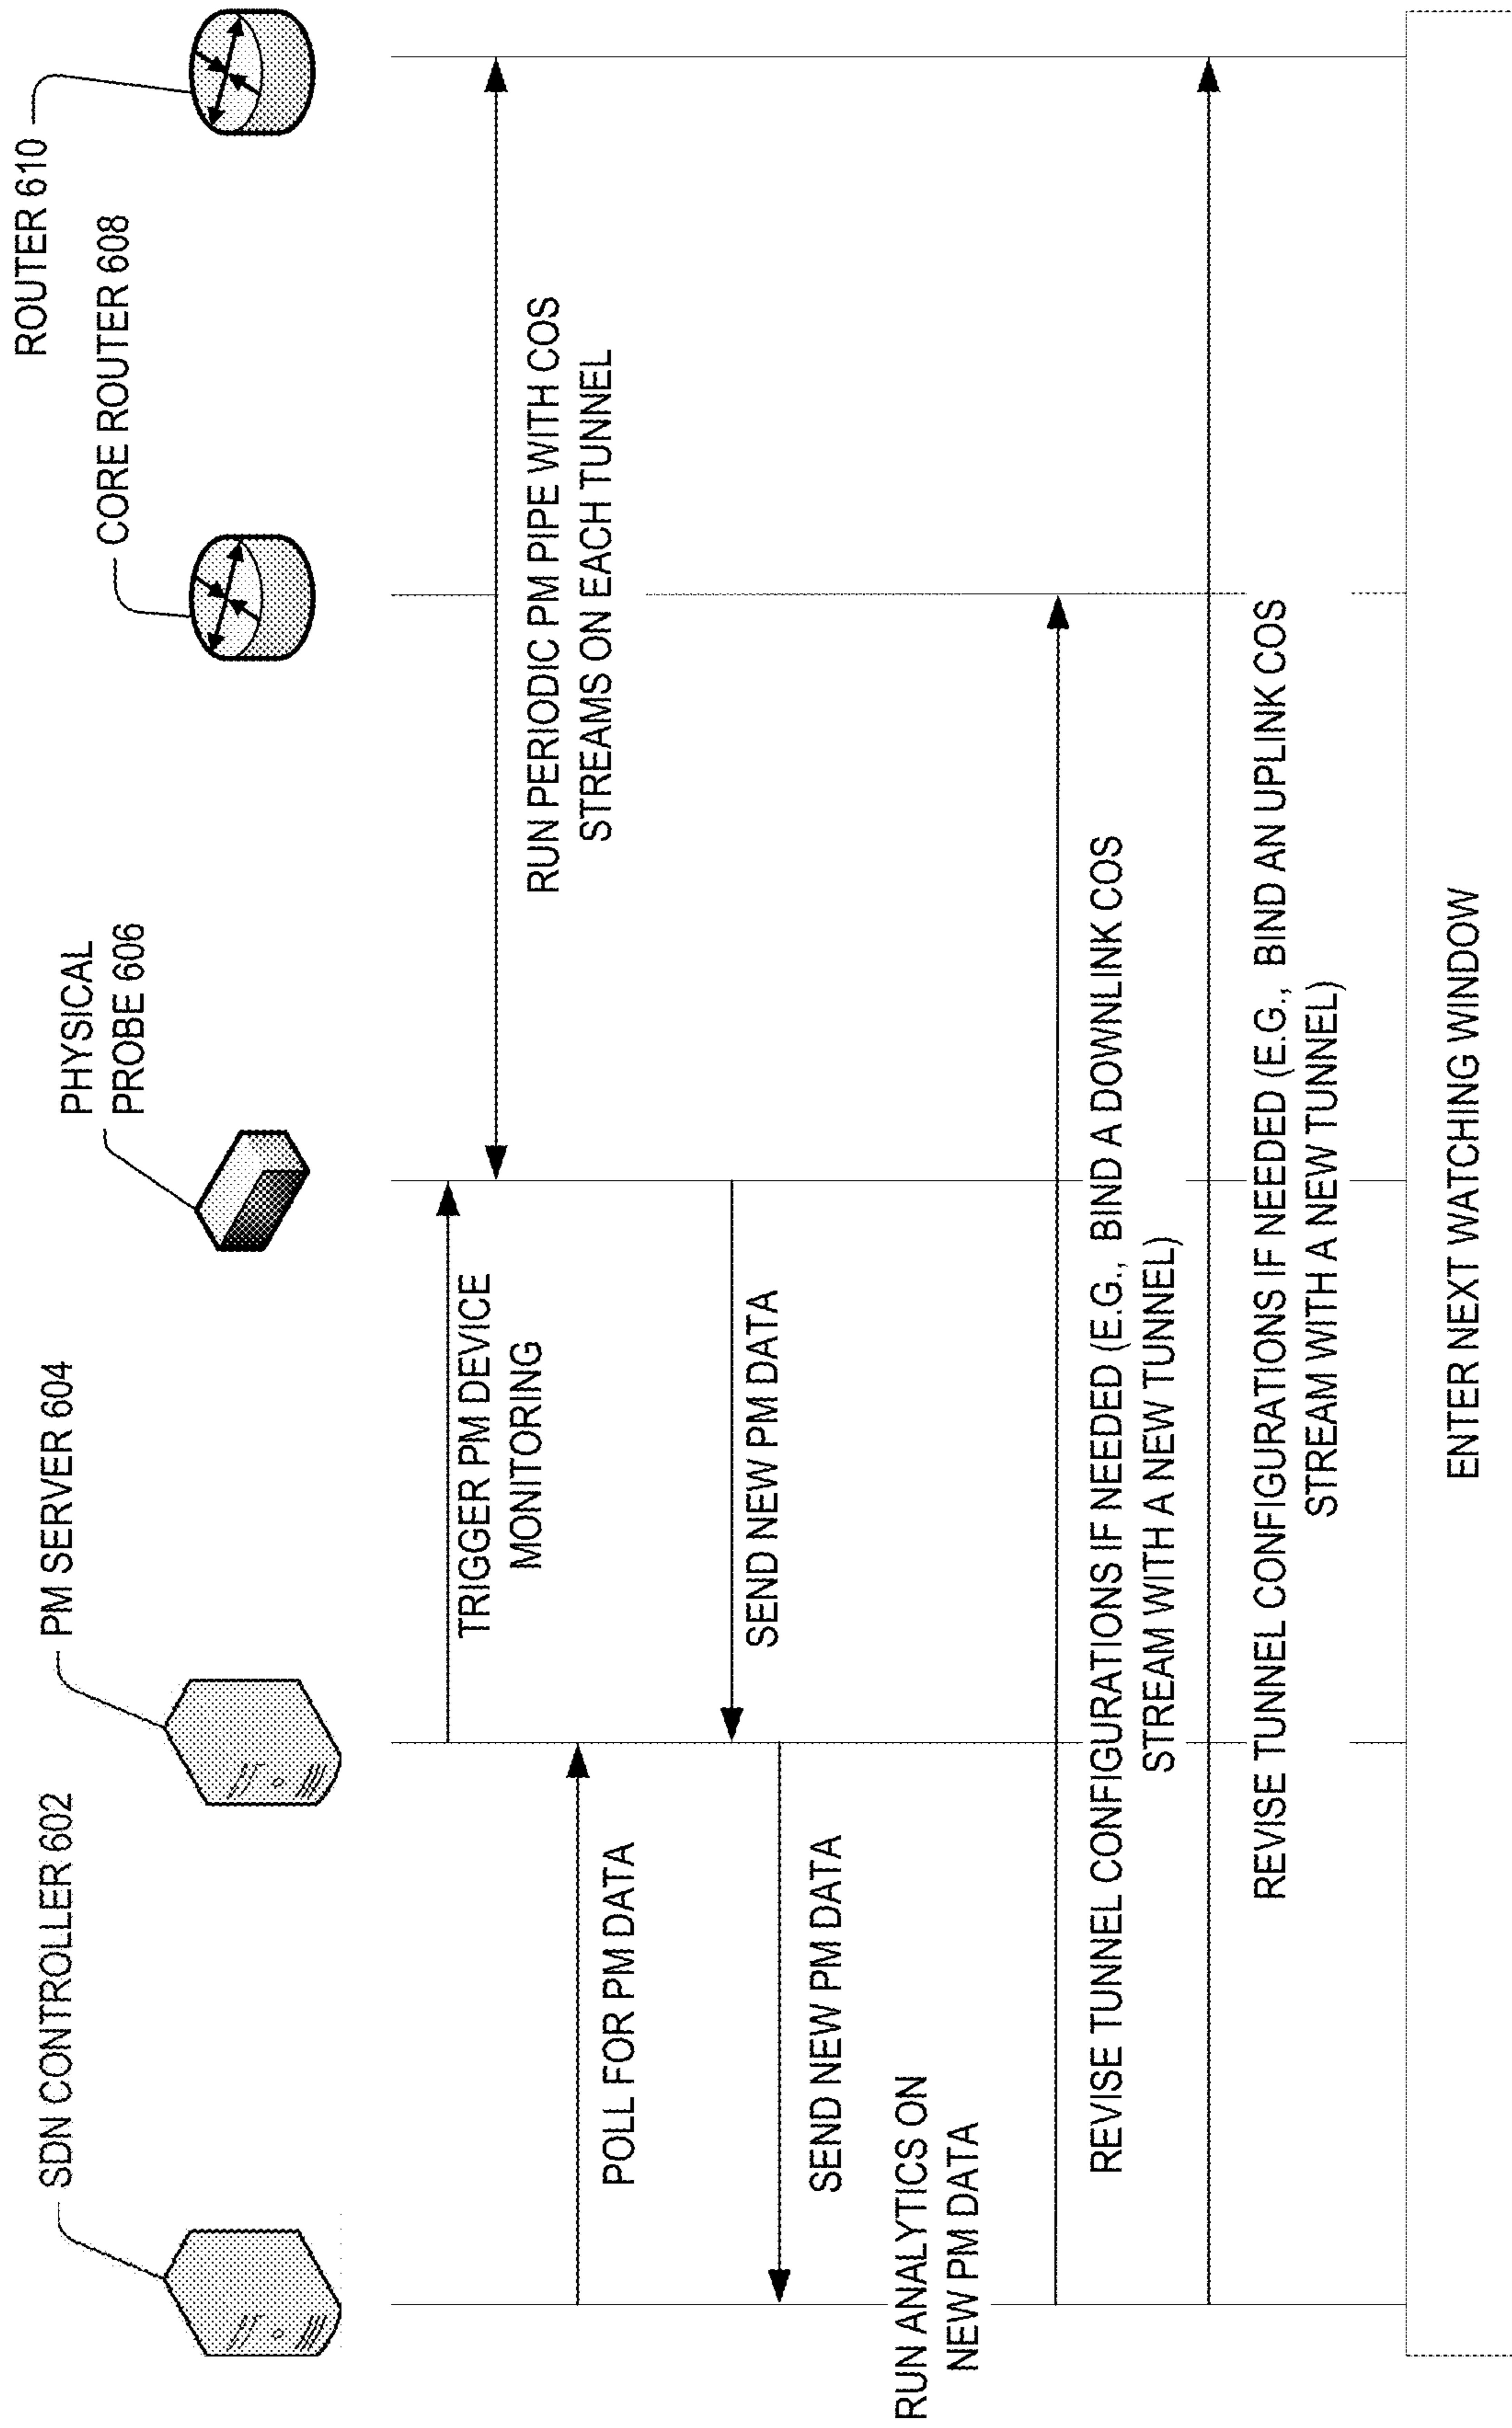 SDN CONTROLLER 602
PM SERVER 604
PHYSICAL
PROBE 606
CORE ROUTER 608
ROUTER 610
TRIGGER PM DEVICE
MONITORING
RUN PERIODIC PM PIPE WITH COS
STREAMS ON EACH TUNNEL
POLL FOR PM DATA
SEND NEW PM DATA
SEND NEW PM DATA
RUN ANALYTICS ON
NEW PM DATA
REVISE TUNNEL CONFIGURATIONS IF NEEDED (E.G., BIND A DOWNLINK COS
STREAM WITH A NEW TUNNEL)
REVISE TUNNEL CONFIGURATIONS IF NEEDED (E.G., BIND AN UPLINK COS
STREAM WITH A NEW TUNNEL)
ENTER NEXT WATCHING WINDOW